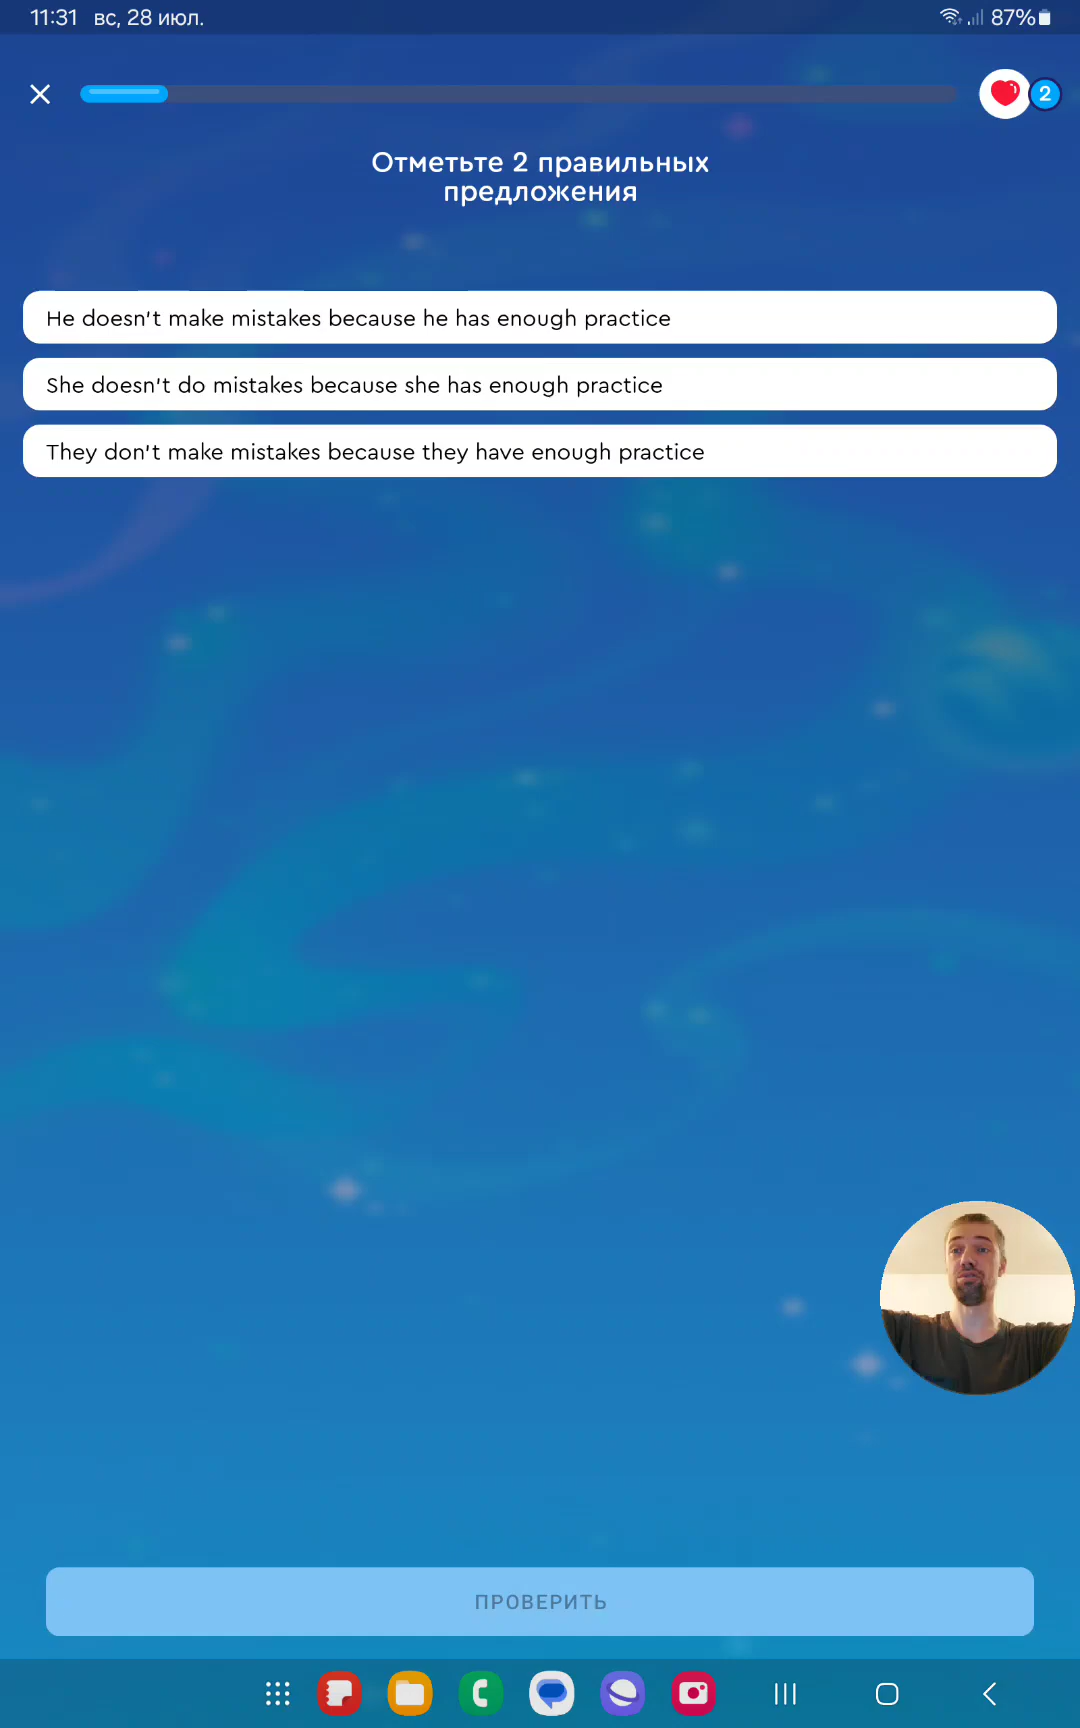 11:31 вс, 28 июл. 87%
2
Отметьте 2 правильных
предложения
He doesn't make mistakes because he has enough practice
She doesn't do mistakes because she has enough practice
They don't make mistakes because they have enough practice
ПРОВЕРИТЬ